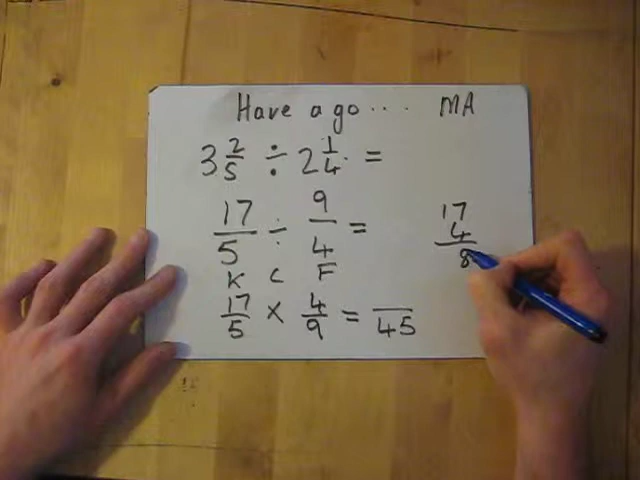 Have a go .... MA
3 2/5 ÷ 2 1/4 =
17/5 ÷ 9/4 =
K C F
17/5 × 4/9 = /45
17
4
8